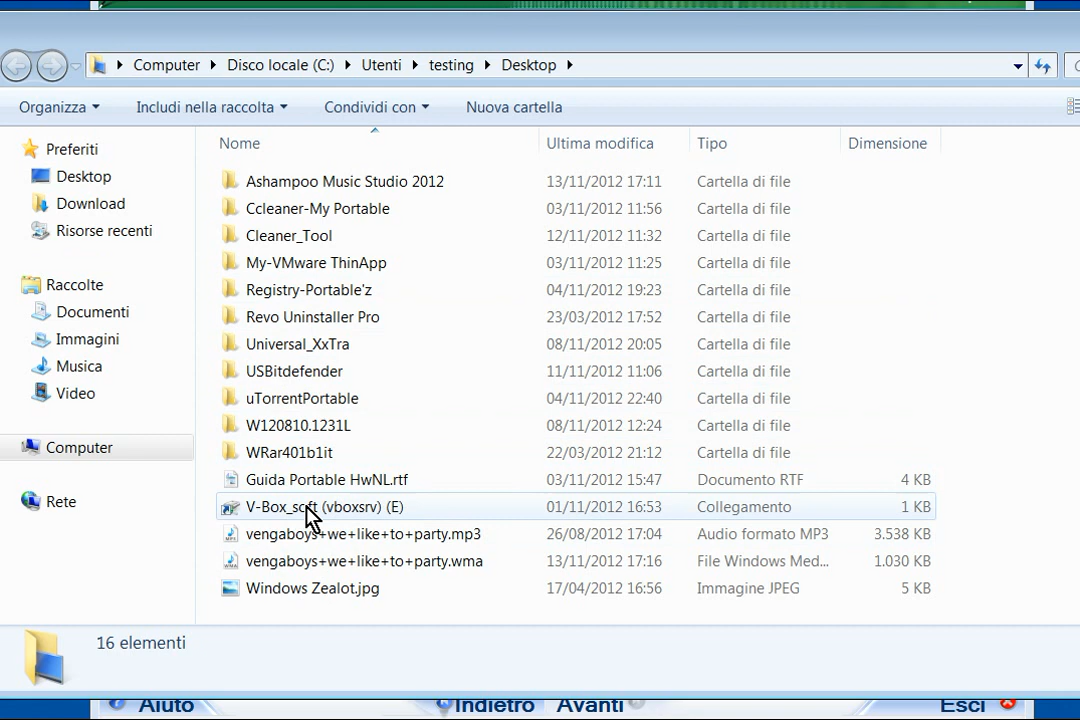 Computer Disco locale (C:) Utenti testing Desktop
Organizza Includi nella raccolta Condividi con Nuova cartella
Nome Ultima modifica Tipo Dimensione
Preferiti
Desktop
Download
Risorse recenti
Raccolte
Documenti
Immagini
Musica
Video
Computer
Rete
Ashampoo Music Studio 2012 13/11/2012 17:11 Cartella di file
Ccleaner-My Portable 03/11/2012 11:56 Cartella di file
Cleaner_Tool 12/11/2012 11:32 Cartella di file
My-VMware ThinApp 03/11/2012 11:25 Cartella di file
Registry-Portable'z 04/11/2012 19:23 Cartella di file
Revo Uninstaller Pro 23/03/2012 17:52 Cartella di file
Universal_XxTra 08/11/2012 20:05 Cartella di file
USBitdefender 11/11/2012 11:06 Cartella di file
uTorrentPortable 04/11/2012 22:40 Cartella di file
W120810.1231L 08/11/2012 12:24 Cartella di file
WRar401b1it 22/03/2012 21:12 Cartella di file
Guida Portable HwNL.rtf 03/11/2012 15:47 Documento RTF 4 KB
V-Box_soft (vboxsrv) (E) 01/11/2012 16:53 Collegamento 1 KB
vengaboys+we+like+to+party.mp3 26/08/2012 17:04 Audio formato MP3 3.538 KB
vengaboys+we+like+to+party.wma 13/11/2012 17:16 File Windows Med... 1.030 KB
Windows Zealot.jpg 17/04/2012 16:56 Immagine JPEG 5 KB
16 elementi
Aiuto Indietro Avanti Esci